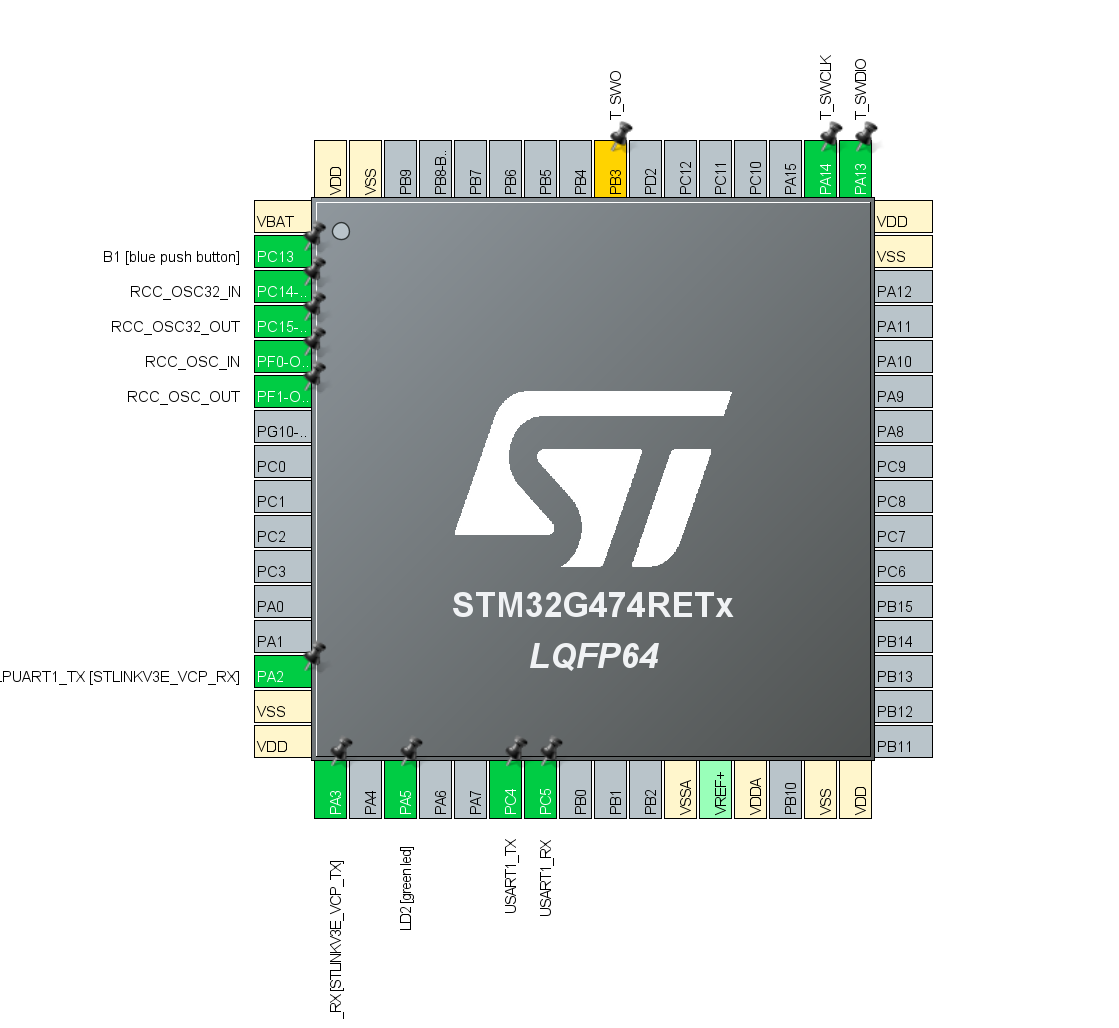 T_SWO
T_SWCLK
T_SWDIO
VDD
VSS
PB9
PB8-B..
PB7
PB6
PB5
PB4
PB3
PD2
PC12
PC11
PC10
PA15
PA14
PA13
VBAT
B1 [blue push button] PC13
RCC_OSC32_IN PC14-..
RCC_OSC32_OUT PC15-..
RCC_OSC_IN PF0-O..
RCC_OSC_OUT PF1-O..
PG10-..
PC0
PC1
PC2
PC3
PA0
PA1
LPUART1_TX [STLINKV3E_VCP_RX] PA2
VSS
VDD
VDD
VSS
PA12
PA11
PA10
PA9
PA8
PC9
PC8
PC7
PC6
PB15
PB14
PB13
PB12
PB11
ST
STM32G474RETx
LQFP64
PA3
PA4
PA5
PA6
PA7
PC4
PC5
PB0
PB1
PB2
VSSA
VREF+
VDDA
PB10
VSS
VDD
_RX [STLINKV3E_VCP_TX]
LD2 [green led]
USART1_TX
USART1_RX